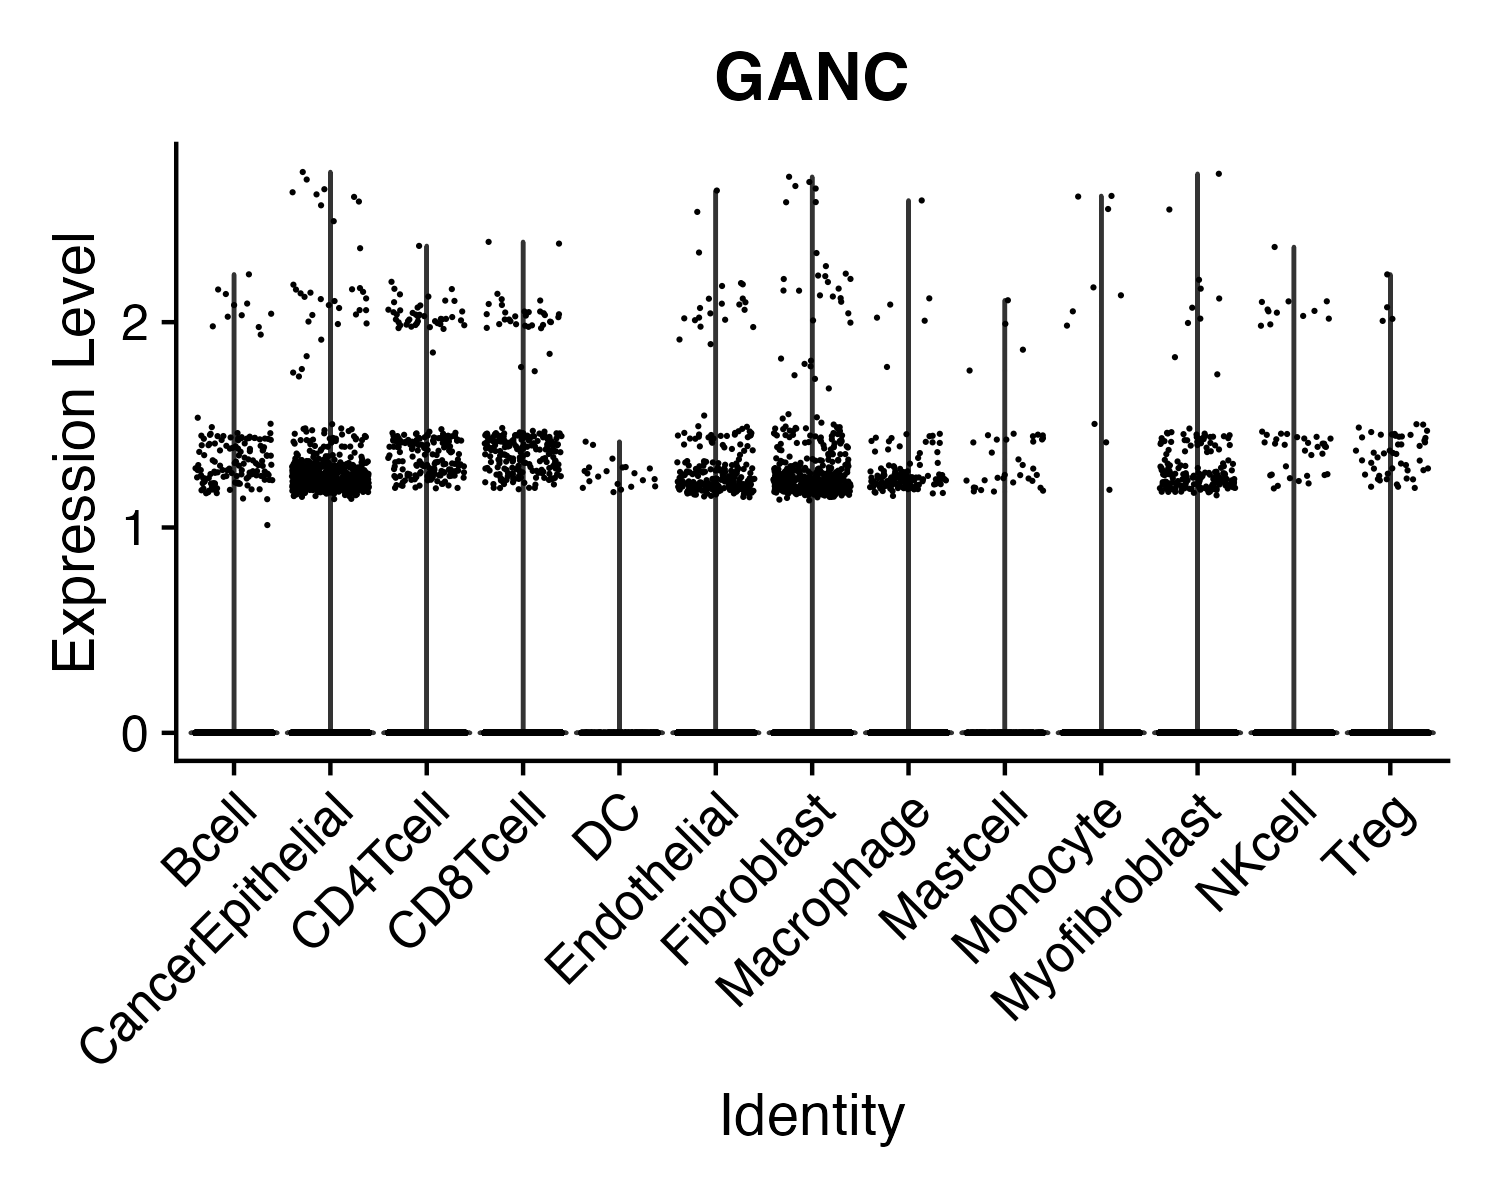 GANC
Expression Level
2
1
0
Bcell
CancerEpithelial
CD4Tcell
CD8Tcell
DC
Endothelial
Fibroblast
Macrophage
Mastcell
Monocyte
Myofibroblast
NKcell
Treg
Identity